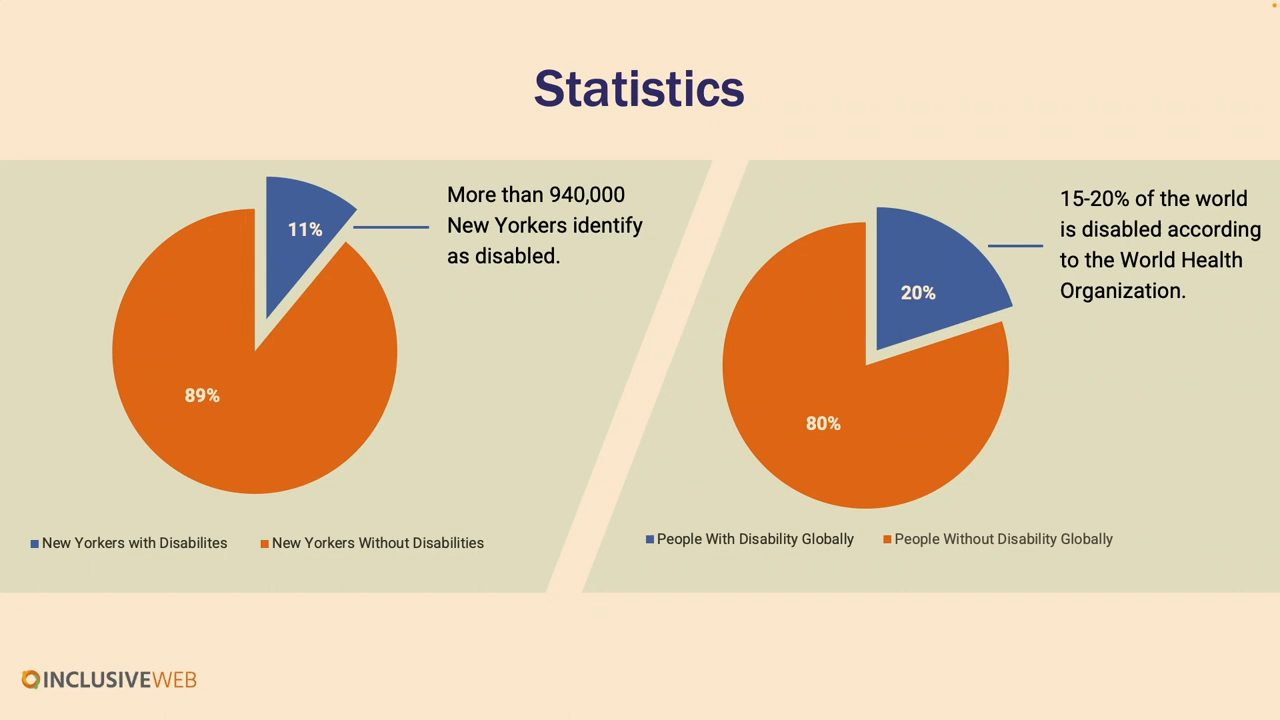 Statistics
11%
89%
More than 940,000
New Yorkers identify
as disabled.
New Yorkers with Disabilites
New Yorkers Without Disabilities
20%
80%
15-20% of the world
is disabled according
to the World Health
Organization.
People With Disability Globally
People Without Disability Globally
INCLUSIVEWEB